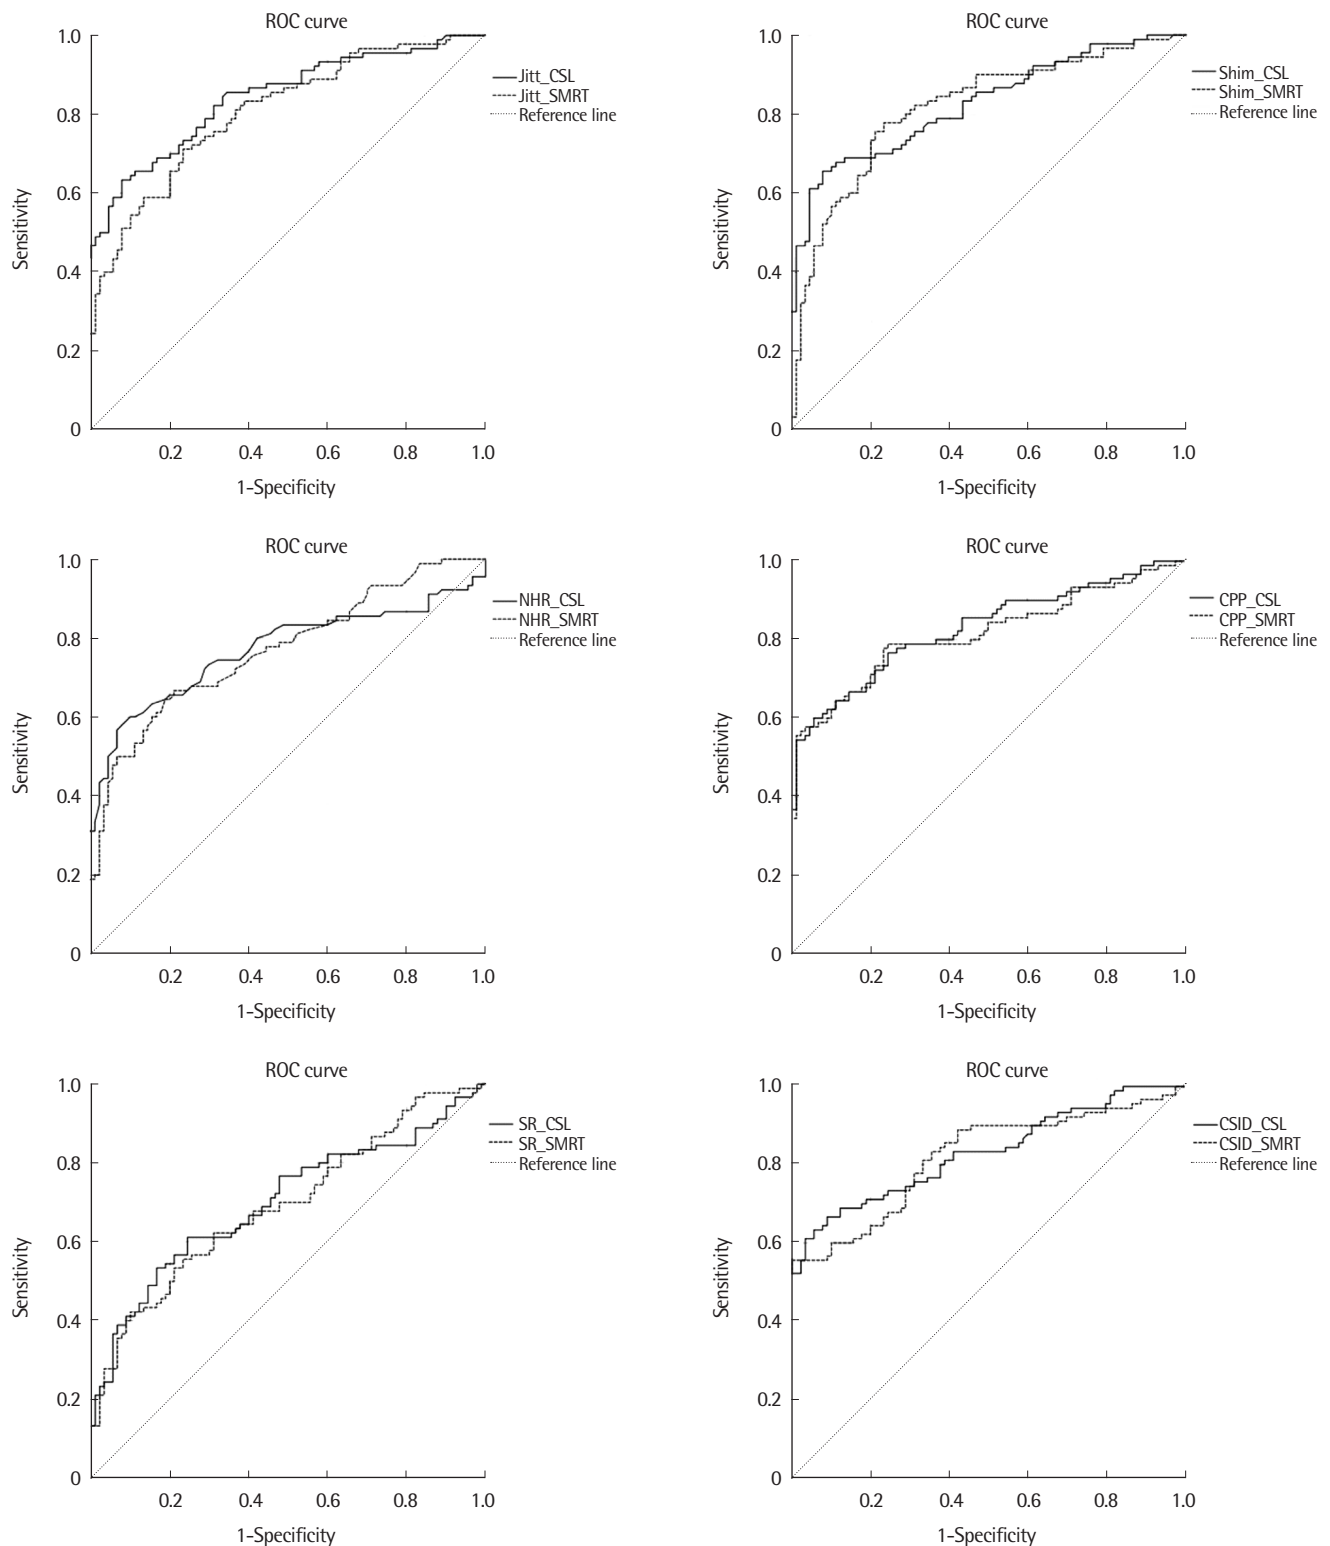 ROC curve
1.0
0.8
0.6
0.4
0.2
0
Sensitivity
0.2 0.4 0.6 0.8 1.0
1-Specificity
Jitt_CSL
Jitt_SMRT
Reference line
ROC curve
1.0
0.8
0.6
0.4
0.2
0
Sensitivity
0.2 0.4 0.6 0.8 1.0
1-Specificity
Shim_CSL
Shim_SMRT
Reference line
ROC curve
1.0
0.8
0.6
0.4
0.2
0
Sensitivity
0.2 0.4 0.6 0.8 1.0
1-Specificity
NHR_CSL
NHR_SMRT
Reference line
ROC curve
1.0
0.8
0.6
0.4
0.2
0
Sensitivity
0.2 0.4 0.6 0.8 1.0
1-Specificity
CPP_CSL
CPP_SMRT
Reference line
ROC curve
1.0
0.8
0.6
0.4
0.2
0
Sensitivity
0.2 0.4 0.6 0.8 1.0
1-Specificity
SR_CSL
SR_SMRT
Reference line
ROC curve
1.0
0.8
0.6
0.4
0.2
0
Sensitivity
0.2 0.4 0.6 0.8 1.0
1-Specificity
CSID_CSL
CSID_SMRT
Reference line